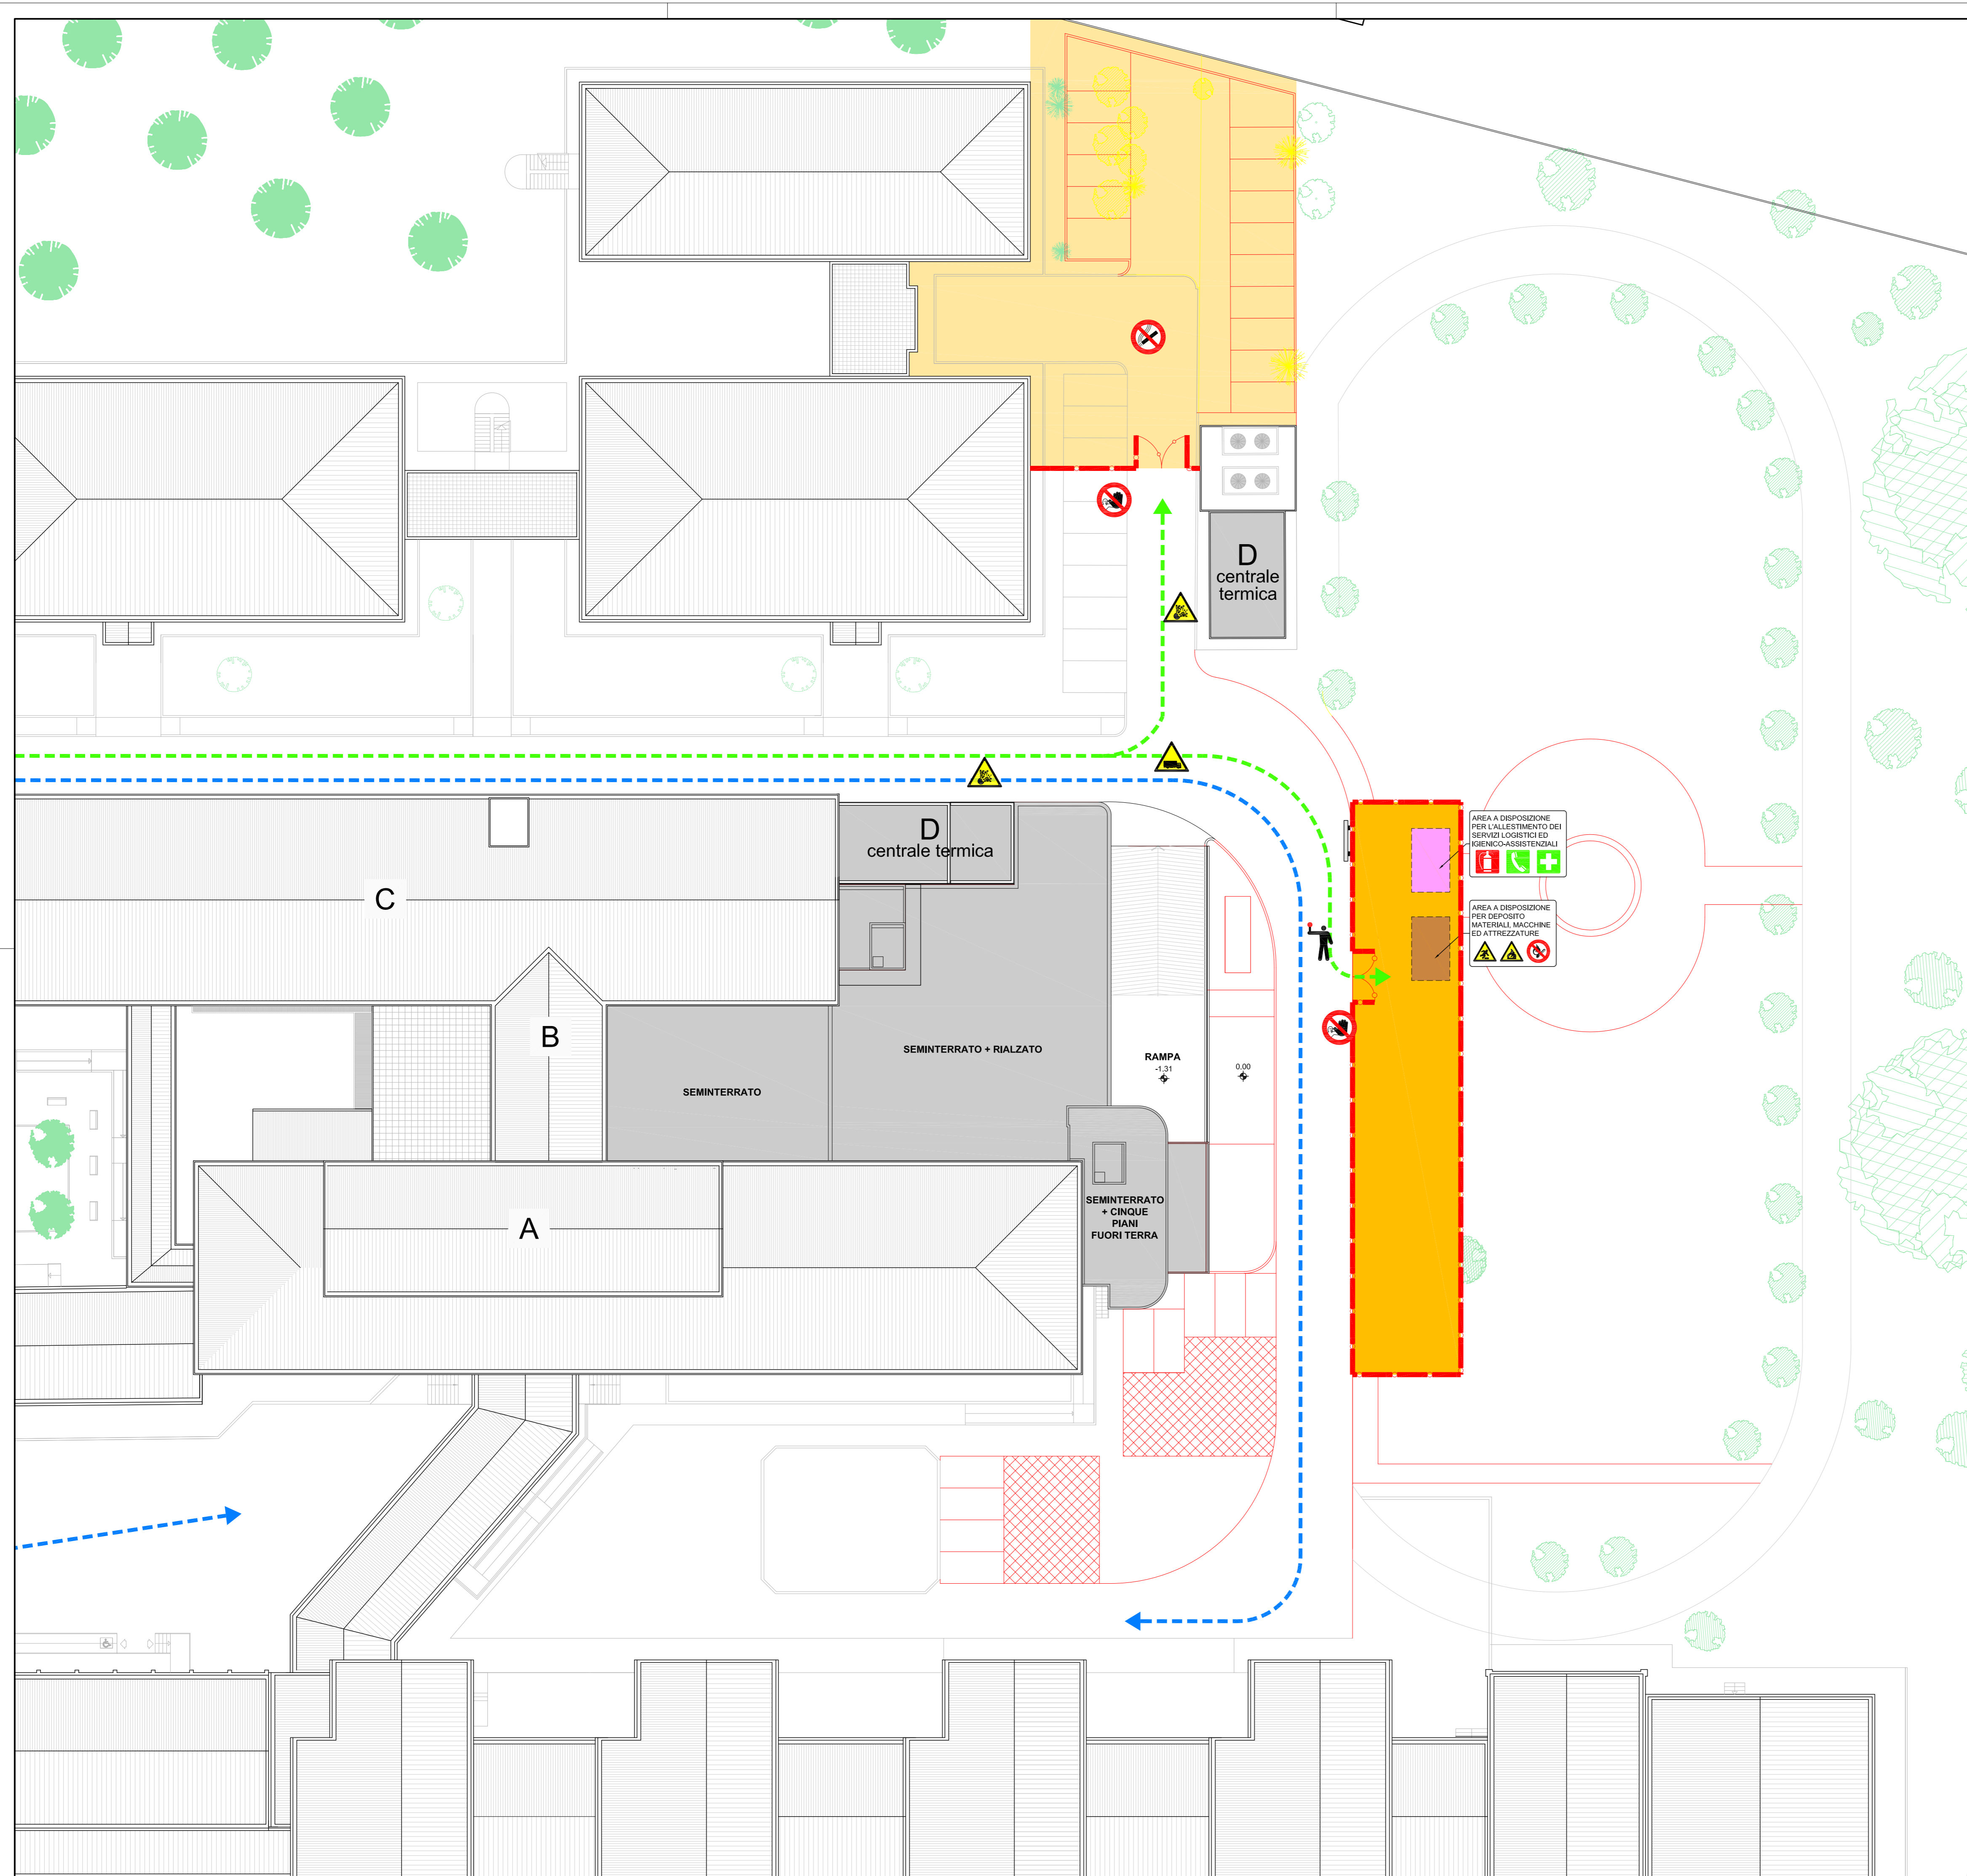 D
centrale
termica
D
centrale termica
AREA A DISPOSIZIONE
PER L'ALLESTIMENTO DEI
SERVIZI LOGISTICI ED
IGIENICO-ASSISTENZIALI
C
AREA A DISPOSIZIONE
PER DEPOSITO
MATERIALI, MACCHINE
ED ATTREZZATURE
B
SEMINTERRATO + RIALZATO
RAMPA
-1.31
0.00
SEMINTERRATO
A
SEMINTERRATO
+ CINQUE
PIANI
FUORI TERRA